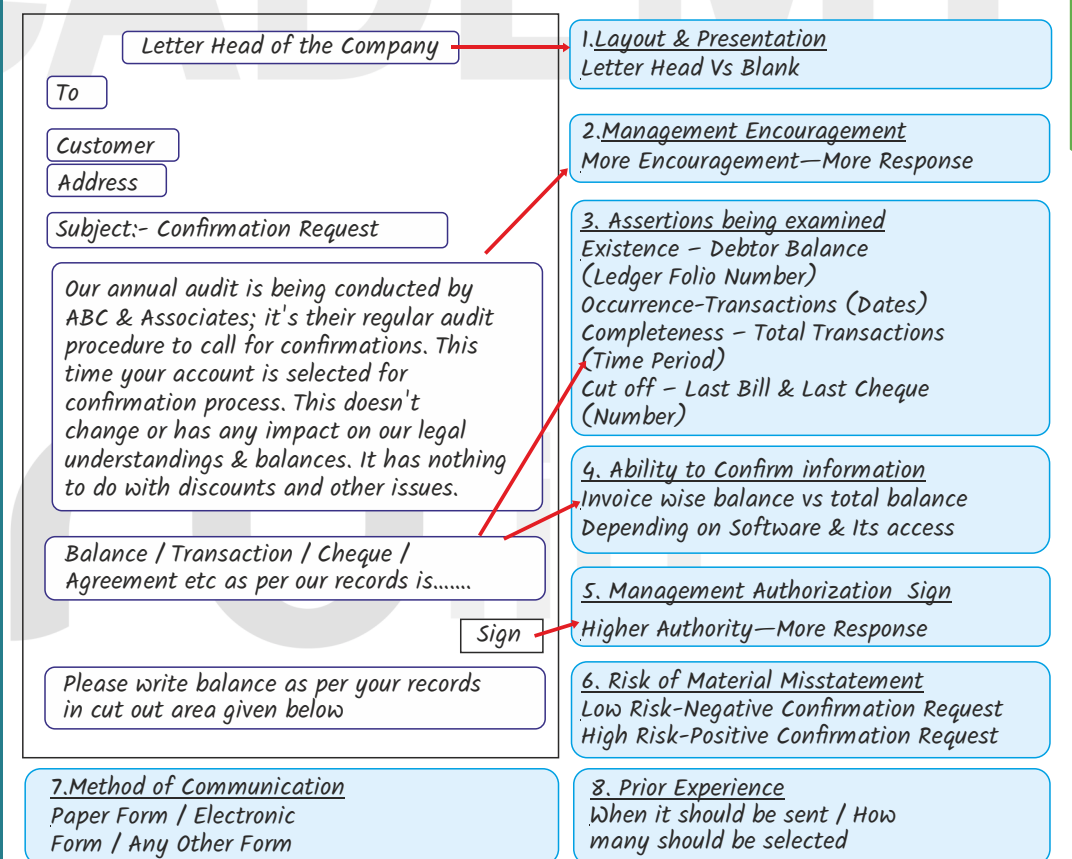 Letter Head of the Company
To
Customer
Address
Subject:- Confirmation Request
Our annual audit is being conducted by
ABC & Associates; it's their regular audit
procedure to call for confirmations. This
time your account is selected for
confirmation process. This doesn't
change or has any impact on our legal
understandings & balances. It has nothing
to do with discounts and other issues.
Balance / Transaction / Cheque /
Agreement etc as per our records is.......
Sign
Please write balance as per your records
in cut out area given below
1.Layout & Presentation
Letter Head Vs Blank
2.Management Encouragement
More Encouragement—More Response
3. Assertions being examined
Existence – Debtor Balance
(Ledger Folio Number)
Occurrence-Transactions (Dates)
Completeness – Total Transactions
(Time Period)
Cut off – Last Bill & Last Cheque
(Number)
4. Ability to Confirm information
Invoice wise balance vs total balance
Depending on Software & Its access
5. Management Authorization Sign
Higher Authority—More Response
6. Risk of Material Misstatement
Low Risk-Negative Confirmation Request
High Risk-Positive Confirmation Request
7.Method of Communication
Paper Form / Electronic
Form / Any Other Form
8. Prior Experience
When it should be sent / How
many should be selected